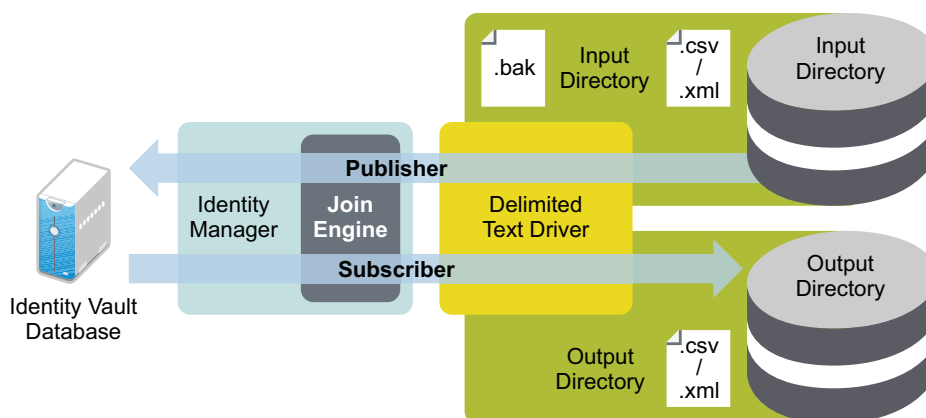 .bak
Input
Directory
.csv
/
.xml
Input
Directory
Publisher
Identity
Manager
Join
Engine
Delimited
Text Driver
Subscriber
Identity Vault
Database
Output
Directory
Output
Directory
.csv
/
.xml